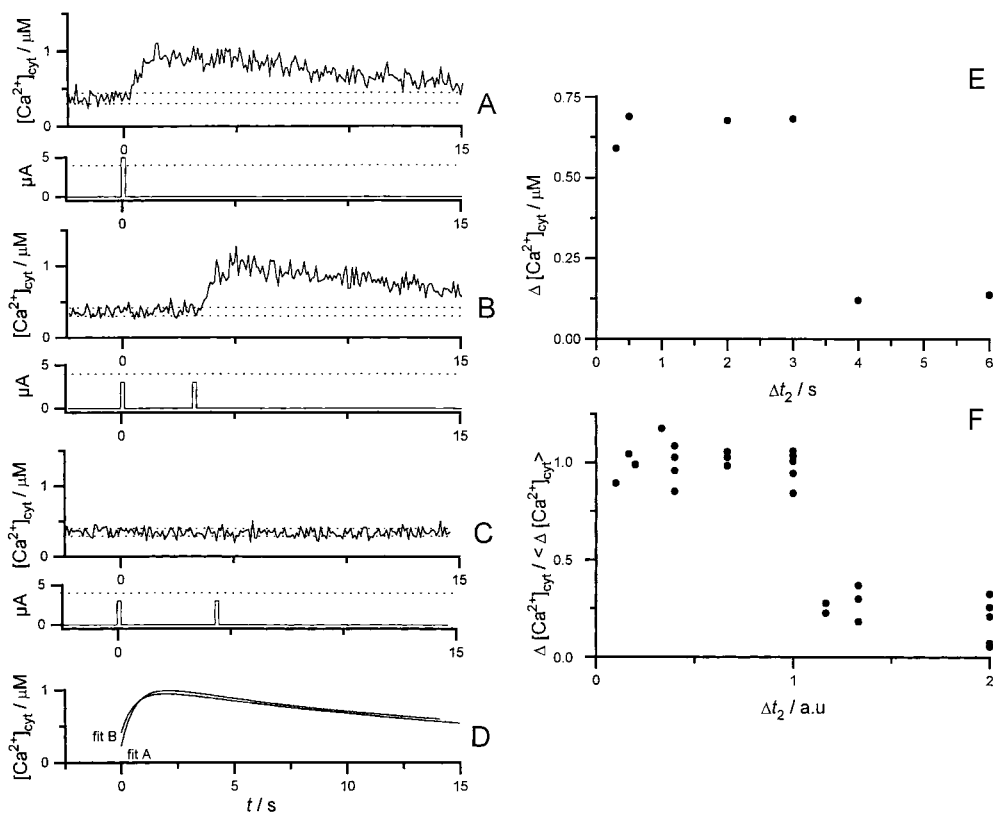 [Ca²⁺]cyt / μM
1
0
A
0
15
μA
5
0
0
15
[Ca²⁺]cyt / μM
1
0
B
0
15
μA
5
0
0
15
[Ca²⁺]cyt / μM
1
0
C
0
15
μA
5
0
0
15
[Ca²⁺]cyt / μM
1
0
fit B
fit A
D
0
5
10
15
t / s
E
Δ [Ca²⁺]cyt / μM
0.75
0.50
0.25
0.00
0
1
2
3
4
5
6
Δt₂ / s
F
Δ [Ca²⁺]cyt / < Δ [Ca²⁺]cyt >
1.0
0.5
0.0
0
1
2
Δt₂ / a.u